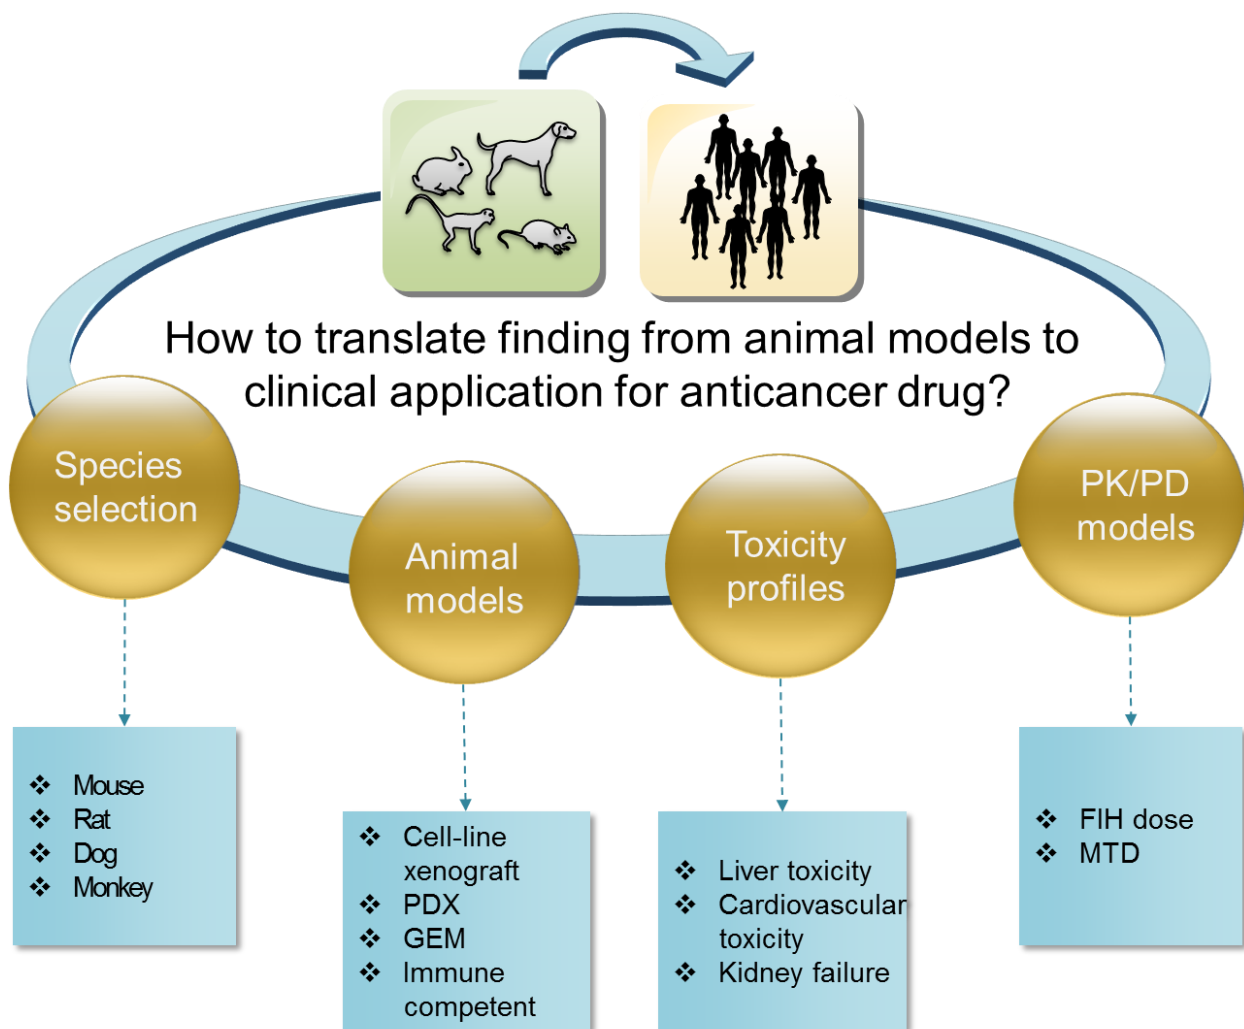 How to translate finding from animal models to
clinical application for anticancer drug?
Species
selection
Animal
models
Toxicity
profiles
PK/PD
models
❖ Mouse
❖ Rat
❖ Dog
❖ Monkey
❖ Cell-line
xenograft
❖ PDX
❖ GEM
❖ Immune
competent
❖ Liver toxicity
❖ Cardiovascular
toxicity
❖ Kidney failure
❖ FIH dose
❖ MTD